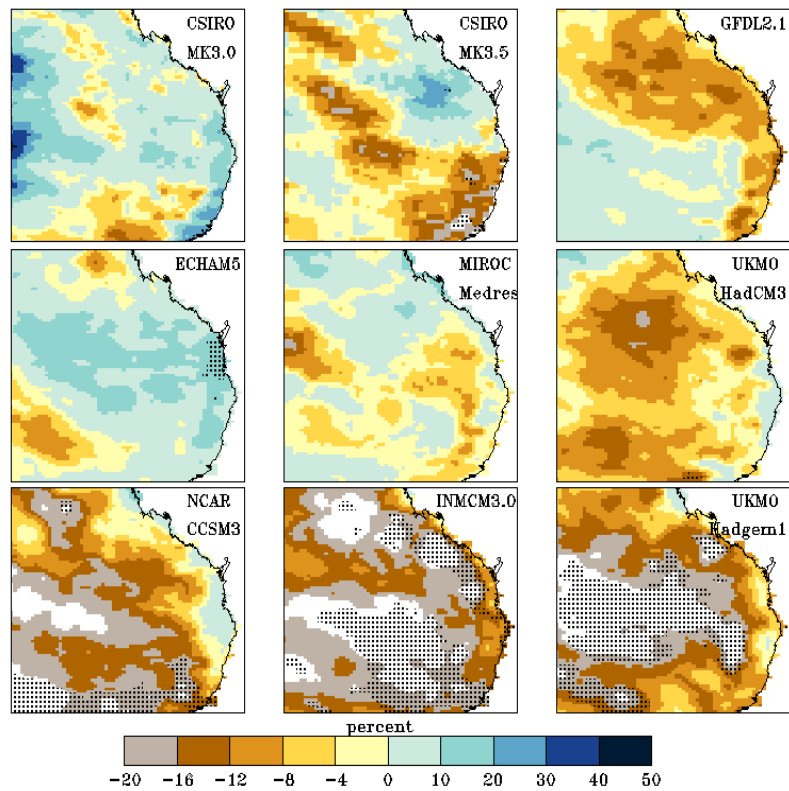 CSIRO
MK3.0
CSIRO
MK3.5
GFDL2.1
ECHAM5
MIROC
Medres
UKMO
HadCM3
NCAR
CCSM3
INMCM3.0
UKMO
Hadgem1
percent
-20 -16 -12 -8 -4 0 10 20 30 40 50